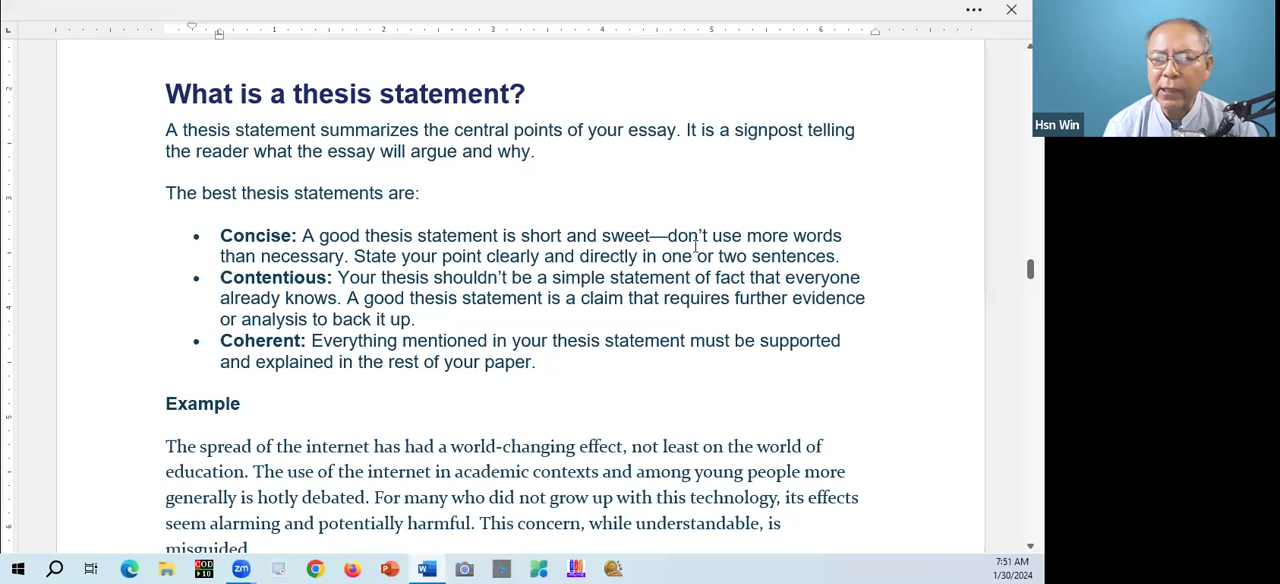 1 2 3 4 5 6
What is a thesis statement?
A thesis statement summarizes the central points of your essay. It is a signpost telling
the reader what the essay will argue and why.
The best thesis statements are:
• Concise: A good thesis statement is short and sweet—don’t use more words
than necessary. State your point clearly and directly in one or two sentences.
• Contentious: Your thesis shouldn’t be a simple statement of fact that everyone
already knows. A good thesis statement is a claim that requires further evidence
or analysis to back it up.
• Coherent: Everything mentioned in your thesis statement must be supported
and explained in the rest of your paper.
Example
The spread of the internet has had a world-changing effect, not least on the world of
education. The use of the internet in academic contexts and among young people more
generally is hotly debated. For many who did not grow up with this technology, its effects
seem alarming and potentially harmful. This concern, while understandable, is
misguided
Hsn Win
7:51 AM
1/30/2024